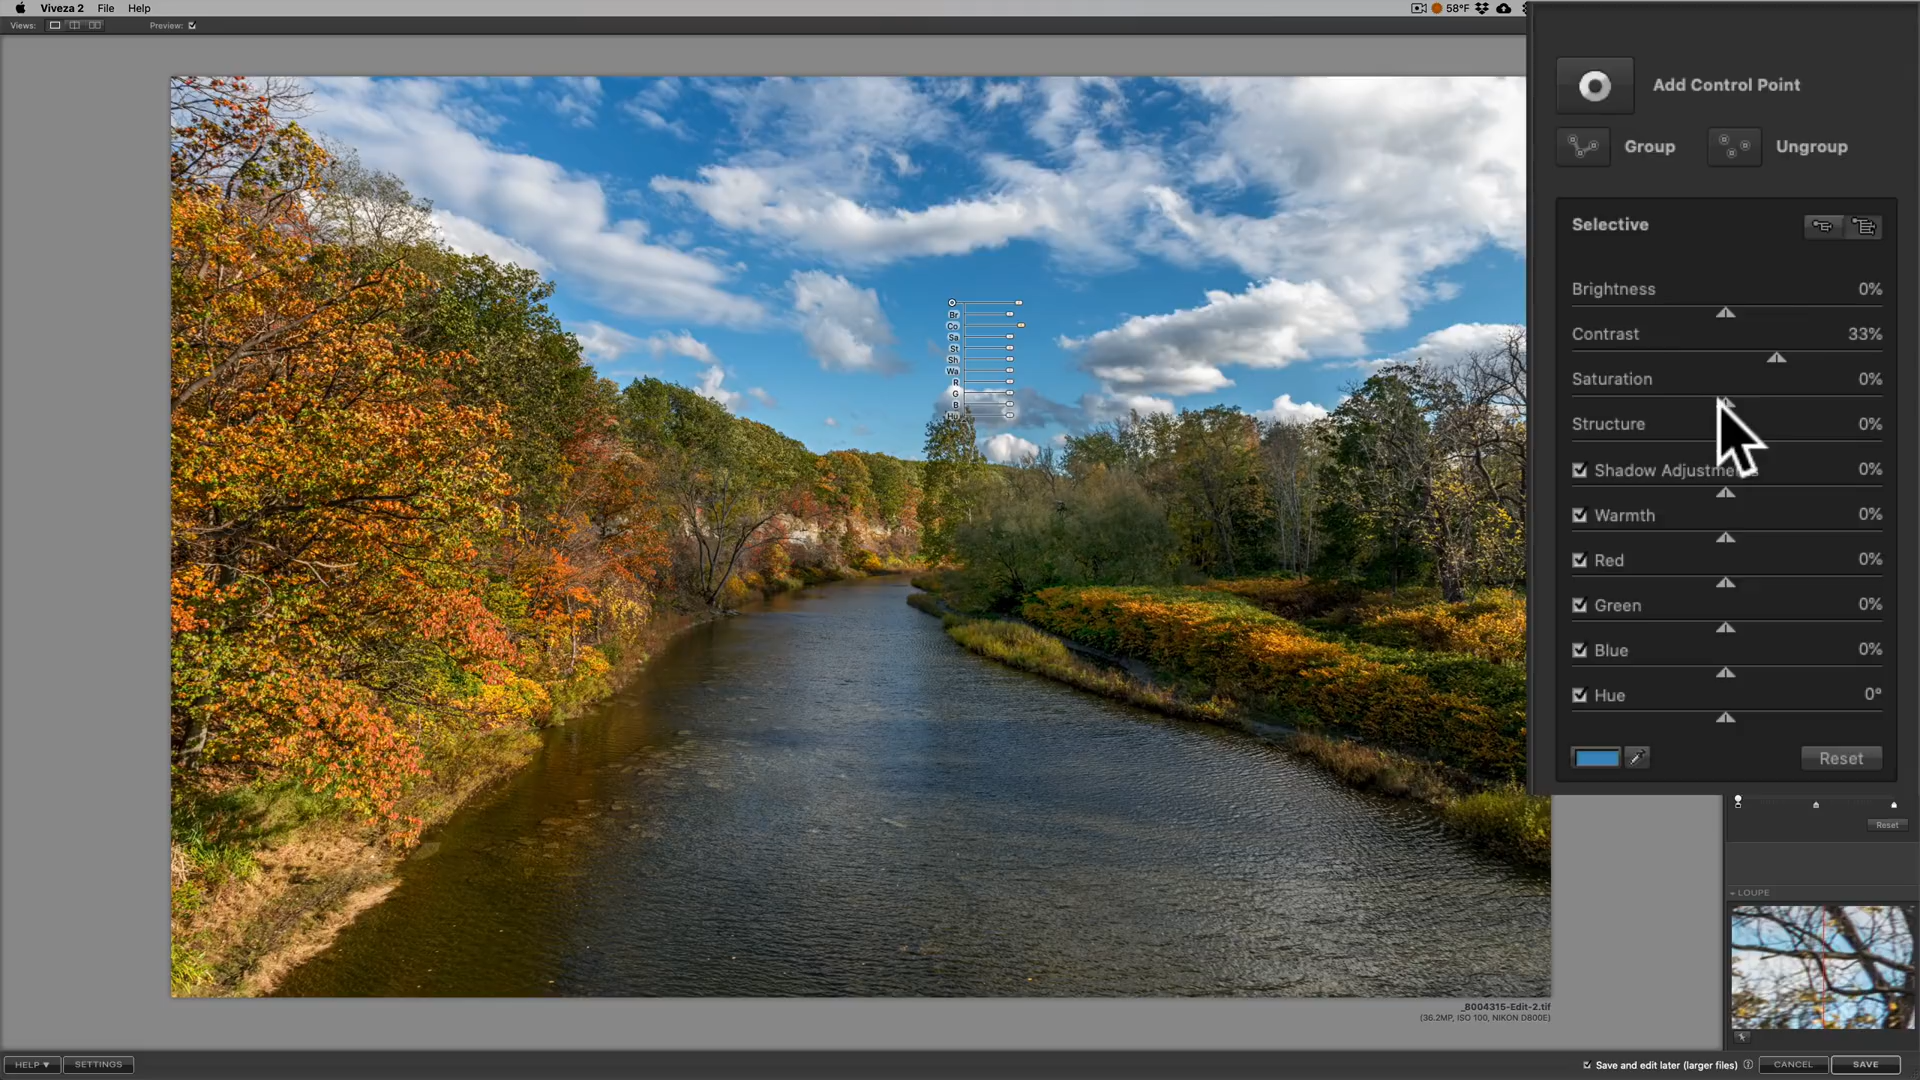 Viveza 2 File Help
58°F
Views: Preview:
Add Control Point
Group Ungroup
Selective
Brightness 0%
Contrast 33%
Saturation 0%
Structure 0%
Shadow Adjustments 0%
Warmth 0%
Red 0%
Green 0%
Blue 0%
Hue 0°
Reset
Br
Co
Sa
St
Sh
Wa
R
G
B
Hu
Reset
LOUPE
_8004315-Edit-2.tif
(36.2MP, ISO 100, NIKON D800E)
HELP SETTINGS Save and edit later (larger files) ? CANCEL SAVE